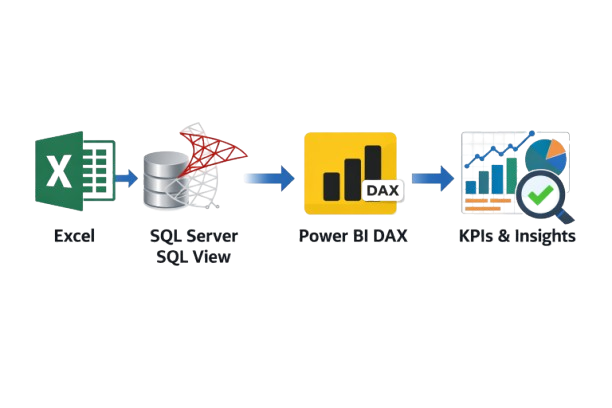 X
DAX
Excel
SQL Server
SQL View
Power BI DAX
KPIs & Insights